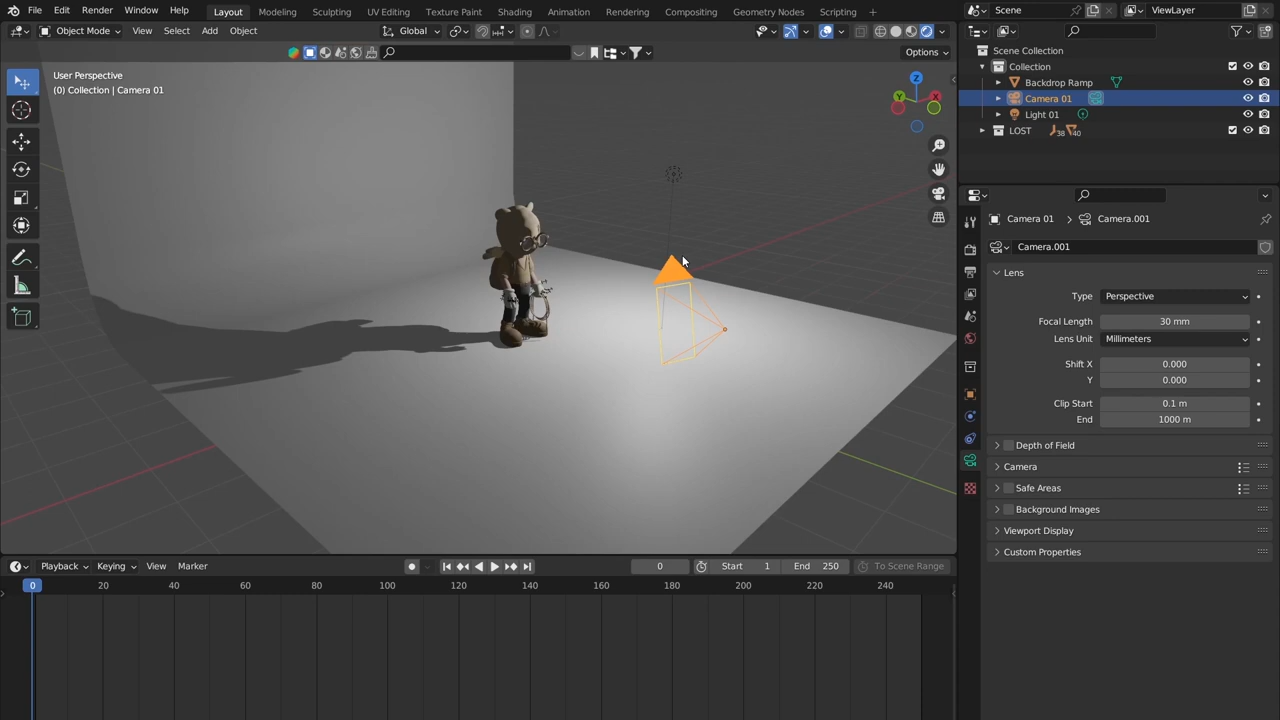 File Edit Render Window Help
Layout Modeling Sculpting UV Editing Texture Paint Shading Animation Rendering Compositing Geometry Nodes Scripting +
Scene
ViewLayer
Object Mode View Select Add Object
Global
Options
User Perspective
(0) Collection | Camera 01
Z
Y
X
Scene Collection
Collection
Backdrop Ramp
Camera 01
Light 01
LOST 38 40
Camera 01 > Camera.001
Camera.001
Lens
Type Perspective
Focal Length 30 mm
Lens Unit Millimeters
Shift X 0.000
Y 0.000
Clip Start 0.1 m
End 1000 m
Depth of Field
Camera
Safe Areas
Background Images
Viewport Display
Custom Properties
Playback Keying View Marker
0
Start 1
End 250
To Scene Range
0 20 40 60 80 100 120 140 160 180 200 220 240